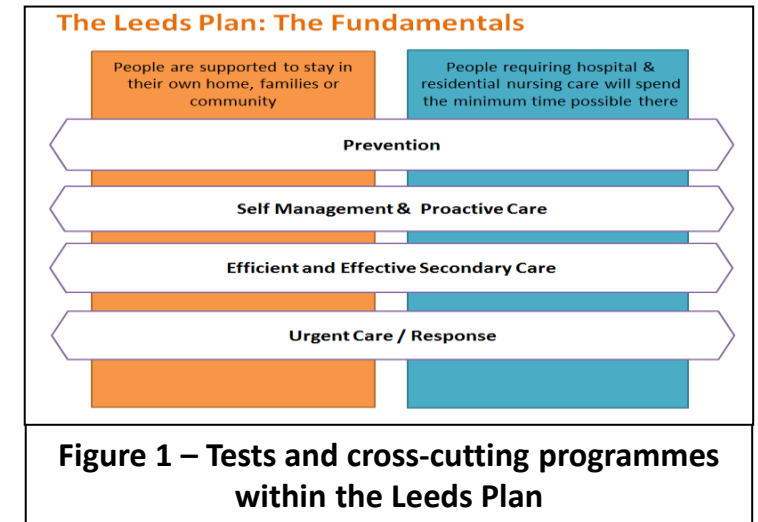 The Leeds Plan: The Fundamentals
People are supported to stay in
their own home, families or
community
People requiring hospital &
residential nursing care will spend
the minimum time possible there
Prevention
Self Management & Proactive Care
Efficient and Effective Secondary Care
Urgent Care / Response
Figure 1 – Tests and cross-cutting programmes
within the Leeds Plan